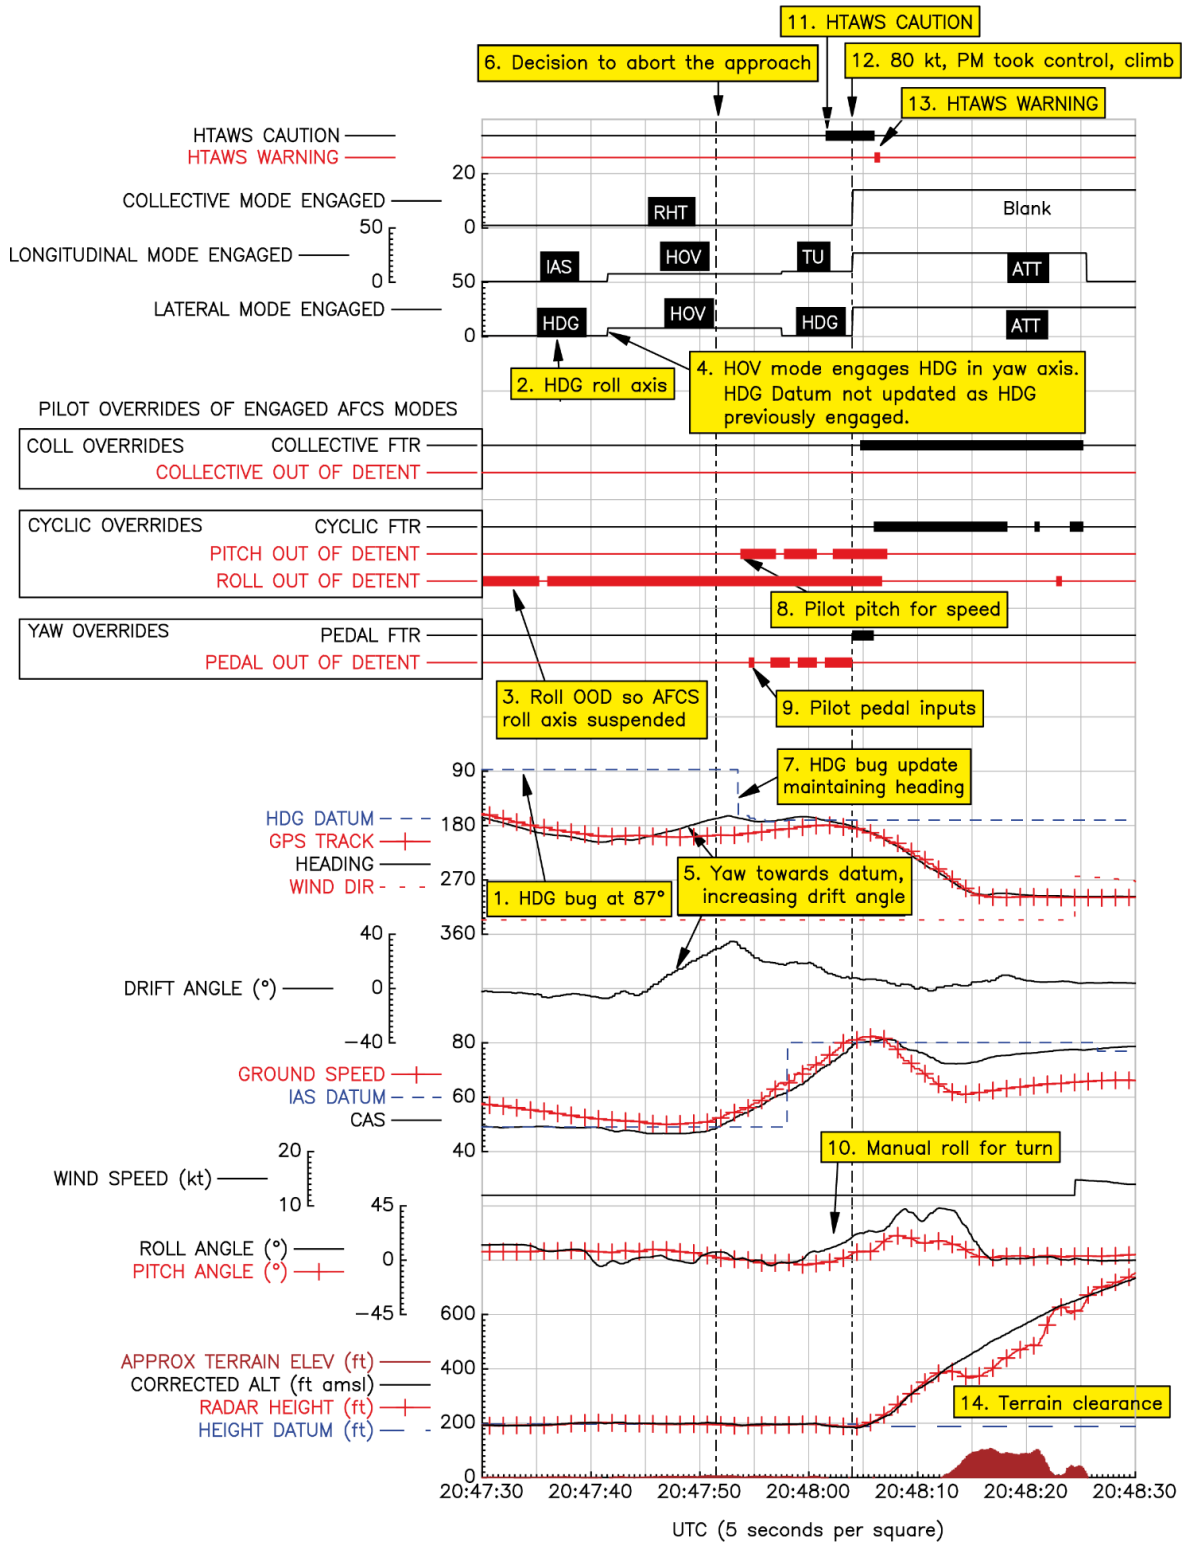 11. HTAWS CAUTION
6. Decision to abort the approach
12. 80 kt, PM took control, climb
13. HTAWS WARNING
HTAWS CAUTION
HTAWS WARNING
20
COLLECTIVE MODE ENGAGED
RHT
Blank
50
0
LONGITUDINAL MODE ENGAGED
IAS
HOV
TU
ATT
0
50
LATERAL MODE ENGAGED
HDG
HOV
HDG
ATT
0
2. HDG roll axis
4. HOV mode engages HDG in yaw axis.
HDG Datum not updated as HDG
previously engaged.
PILOT OVERRIDES OF ENGAGED AFCS MODES
COLL OVERRIDES
COLLECTIVE FTR
COLLECTIVE OUT OF DETENT
CYCLIC OVERRIDES
CYCLIC FTR
PITCH OUT OF DETENT
ROLL OUT OF DETENT
8. Pilot pitch for speed
YAW OVERRIDES
PEDAL FTR
PEDAL OUT OF DETENT
3. Roll OOD so AFCS
roll axis suspended
9. Pilot pedal inputs
7. HDG bug update
maintaining heading
90
HDG DATUM
180
GPS TRACK
HEADING
270
WIND DIR
1. HDG bug at 87°
5. Yaw towards datum,
increasing drift angle
360
40
DRIFT ANGLE (°)
0
-40
80
GROUND SPEED
IAS DATUM
60
CAS
40
10. Manual roll for turn
20
WIND SPEED (kt)
10
45
ROLL ANGLE (°)
0
PITCH ANGLE (°)
-45
600
APPROX TERRAIN ELEV (ft)
400
CORRECTED ALT (ft amsl)
RADAR HEIGHT (ft)
14. Terrain clearance
200
HEIGHT DATUM (ft)
0
20:47:30 20:47:40 20:47:50 20:48:00 20:48:10 20:48:20 20:48:30
UTC (5 seconds per square)